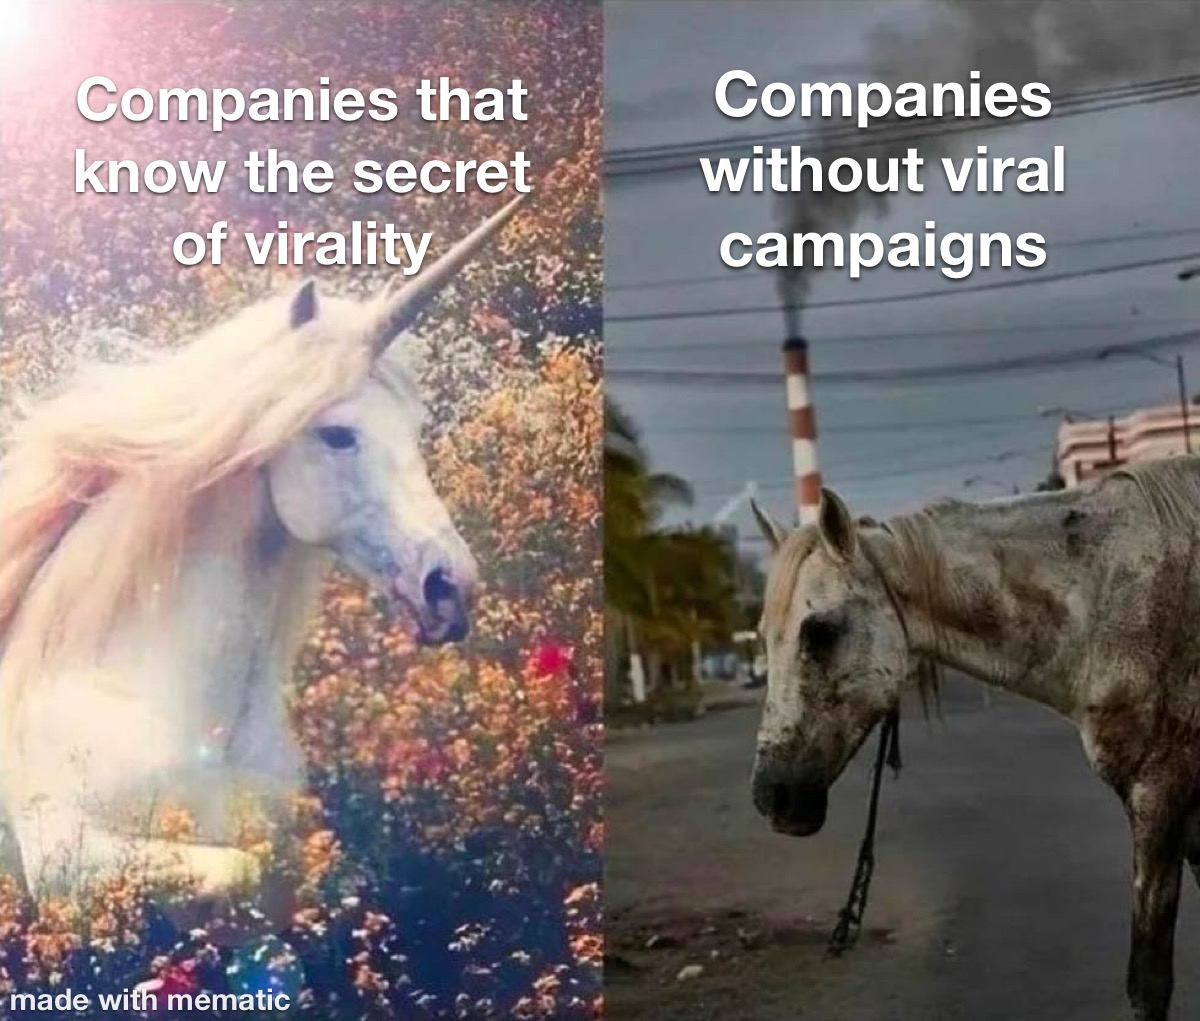 Companies that
know the secret
of virality
Companies
without viral
campaigns
made with mematic